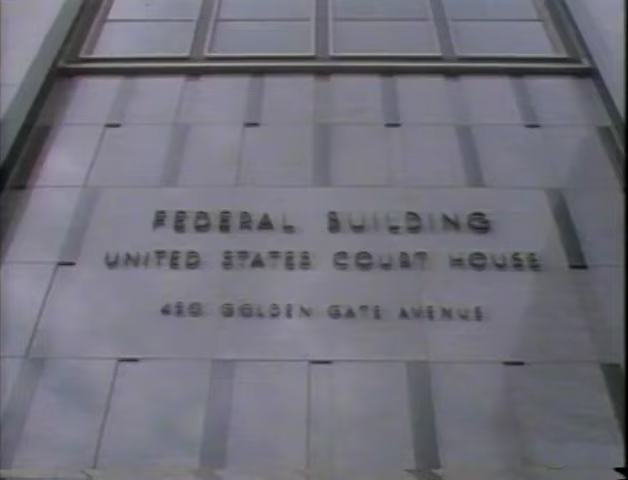 FEDERAL BUILDING
UNITED STATES COURT HOUSE
450 GOLDEN GATE AVENUE